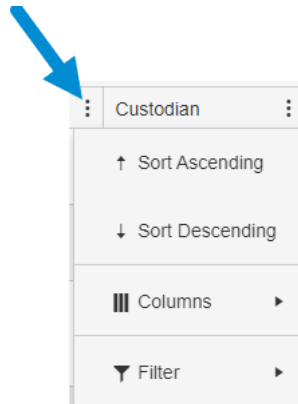 Custodian
Sort Ascending
Sort Descending
Columns
Filter